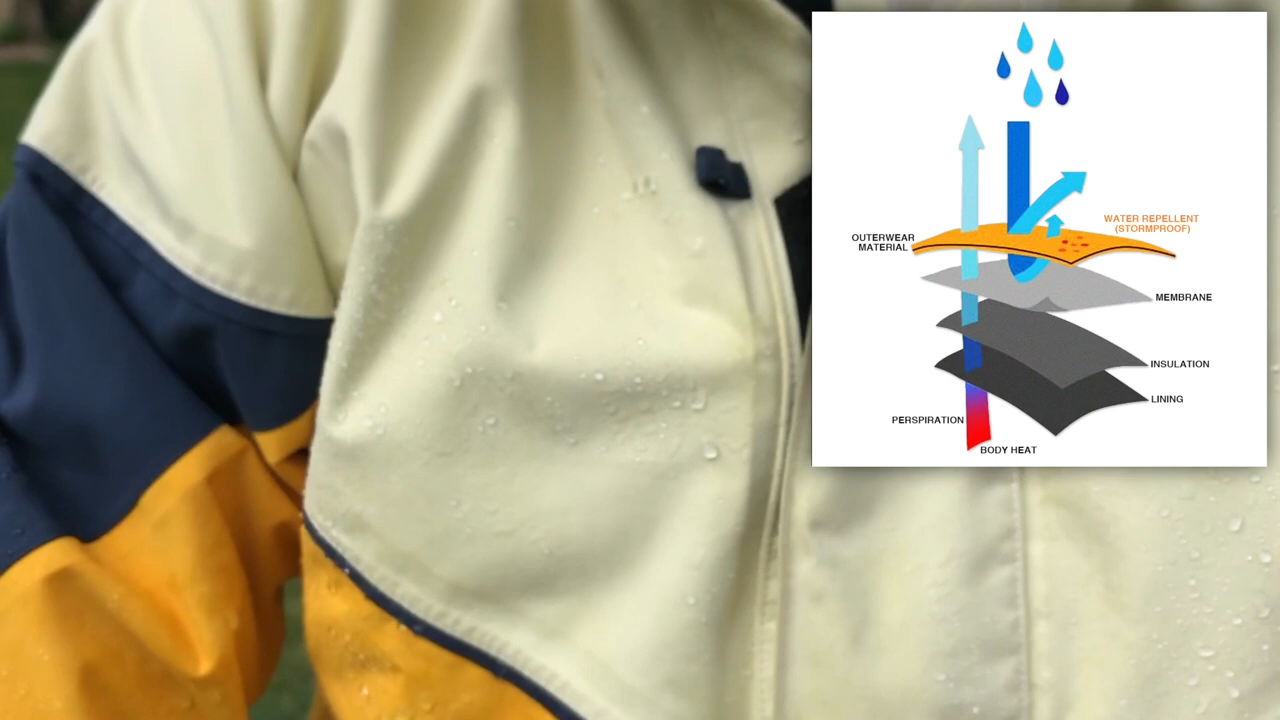 WATER REPELLENT
(STORMPROOF)
OUTERWEAR
MATERIAL
MEMBRANE
INSULATION
LINING
PERSPIRATION
BODY HEAT